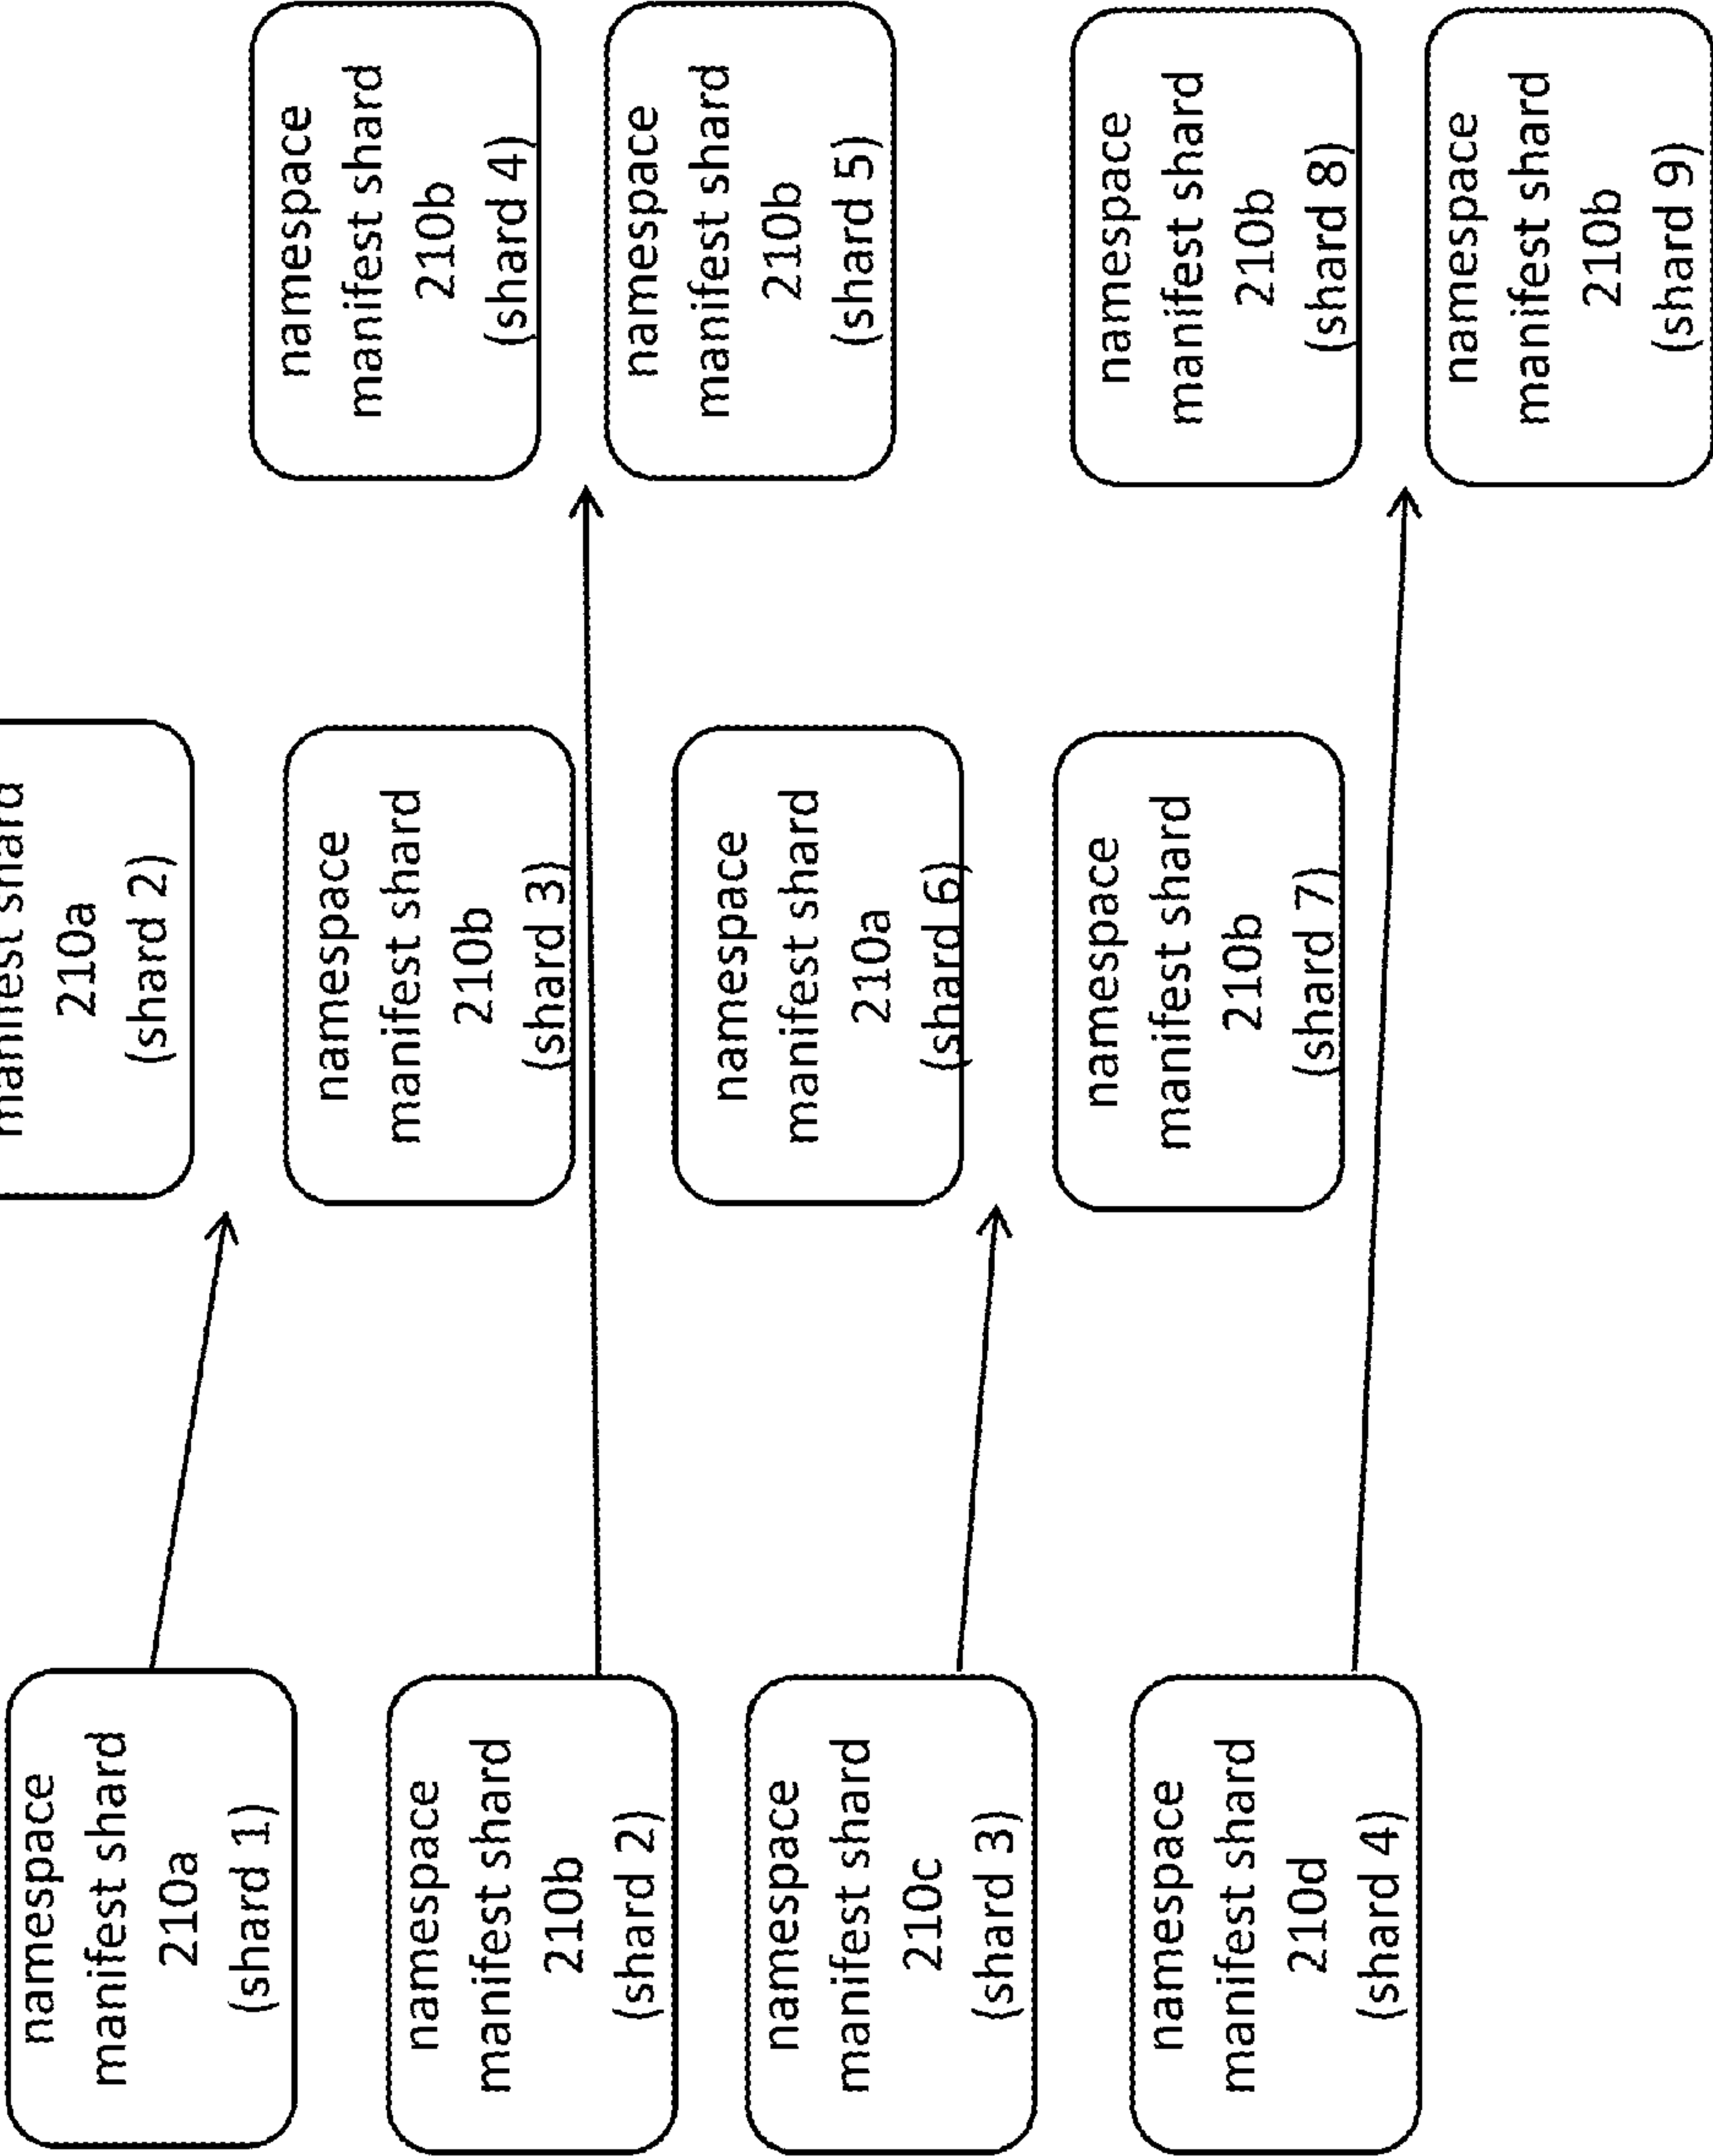 namespace
manifest shard
210a
(shard 1)
namespace
manifest shard
210b
(shard 2)
namespace
manifest shard
210c
(shard 3)
namespace
manifest shard
210d
(shard 4)
manifest shard
210a
(shard 2)
namespace
manifest shard
210b
(shard 3)
namespace
manifest shard
210a
(shard 6)
namespace
manifest shard
210b
(shard 7)
namespace
manifest shard
210b
(shard 4)
namespace
manifest shard
210b
(shard 5)
namespace
manifest shard
210b
(shard 8)
namespace
manifest shard
210b
(shard 9)